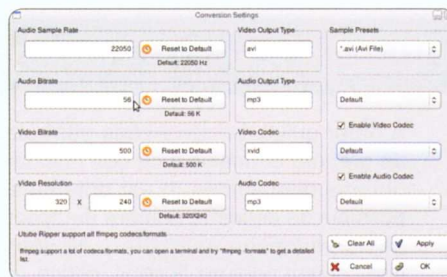 Conversion Settings
Audio Sample Rate
22050
Reset to Default
Default: 22050 Hz
Video Output Type
avi
Sample Presets
*.avi (Avi File)
Audio Bitrate
56
Reset to Default
Default: 56 K
Audio Output Type
mp3
Default
Enable Video Codec
Video Bitrate
500
Reset to Default
Default: 500 K
Video Codec
xvid
Default
Enable Audio Codec
Video Resolution
320 X 240
Reset to Default
Default: 320X240
Audio Codec
mp3
Default
Utube Ripper support all ffmpeg codecs/formats
ffmpeg support a lot of codecs/formats, you can open a terminal and try "ffmpeg -formats" to get a detailed
list.
Clear All
Apply
Cancel
OK